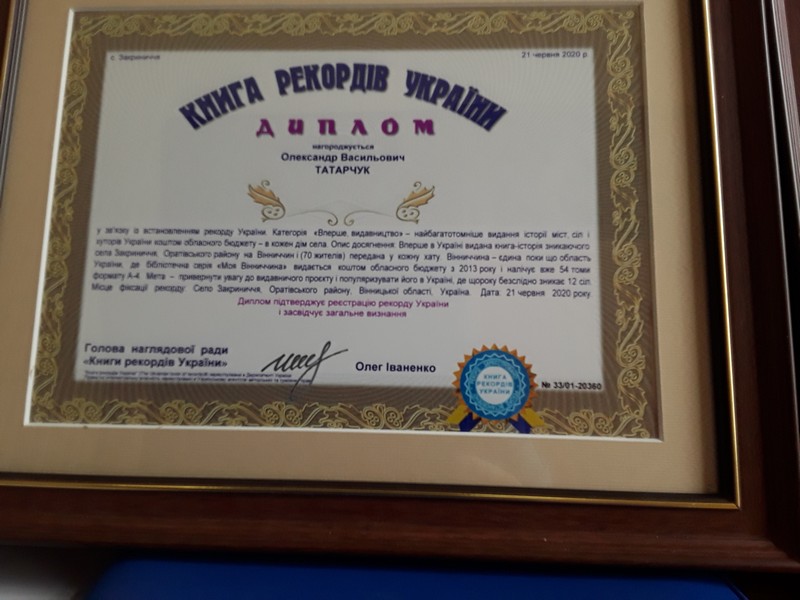 с. Закриниччя
21 червня 2020 р
КНИГА РЕКОРДІВ УКРАЇНИ
ДИПЛОМ
нагороджується
Олександр Васильович
ТАТАРЧУК
у зв'язку із встановленням рекорду України. Категорія «Вперше, видавництво» – найбагатотомніше видання історії міст, сіл і
хуторів України коштом обласного бюджету – в кожен дім села. Опис досягнення: Вперше в Україні видана книга-історія зникаючого
села Закриниччя, Оратівського району на Вінниччині (70 жителів) передана у кожну хату. Вінниччина – єдина поки що область
України, де бібліотечна серія «Моя Вінниччина» видається коштом обласного бюджету з 2013 року і налічує вже 54 томи
формату А-4. Мета – привернути увагу до видавничого проєкту і популяризувати його в Україні, де щороку безслідно зникає 12 сіл.
Місце фіксації рекорду: Село Закриниччя, Оратівського району, Вінницької області, Україна. Дата: 21 червня 2020 року
Диплом підтверджує реєстрацію рекорду України
і засвідчує загальне визнання
Голова наглядової ради
«Книги рекордів України»
Олег Іваненко
КНИГА
РЕКОРДІВ
УКРАЇНИ
№ 33/01-20360